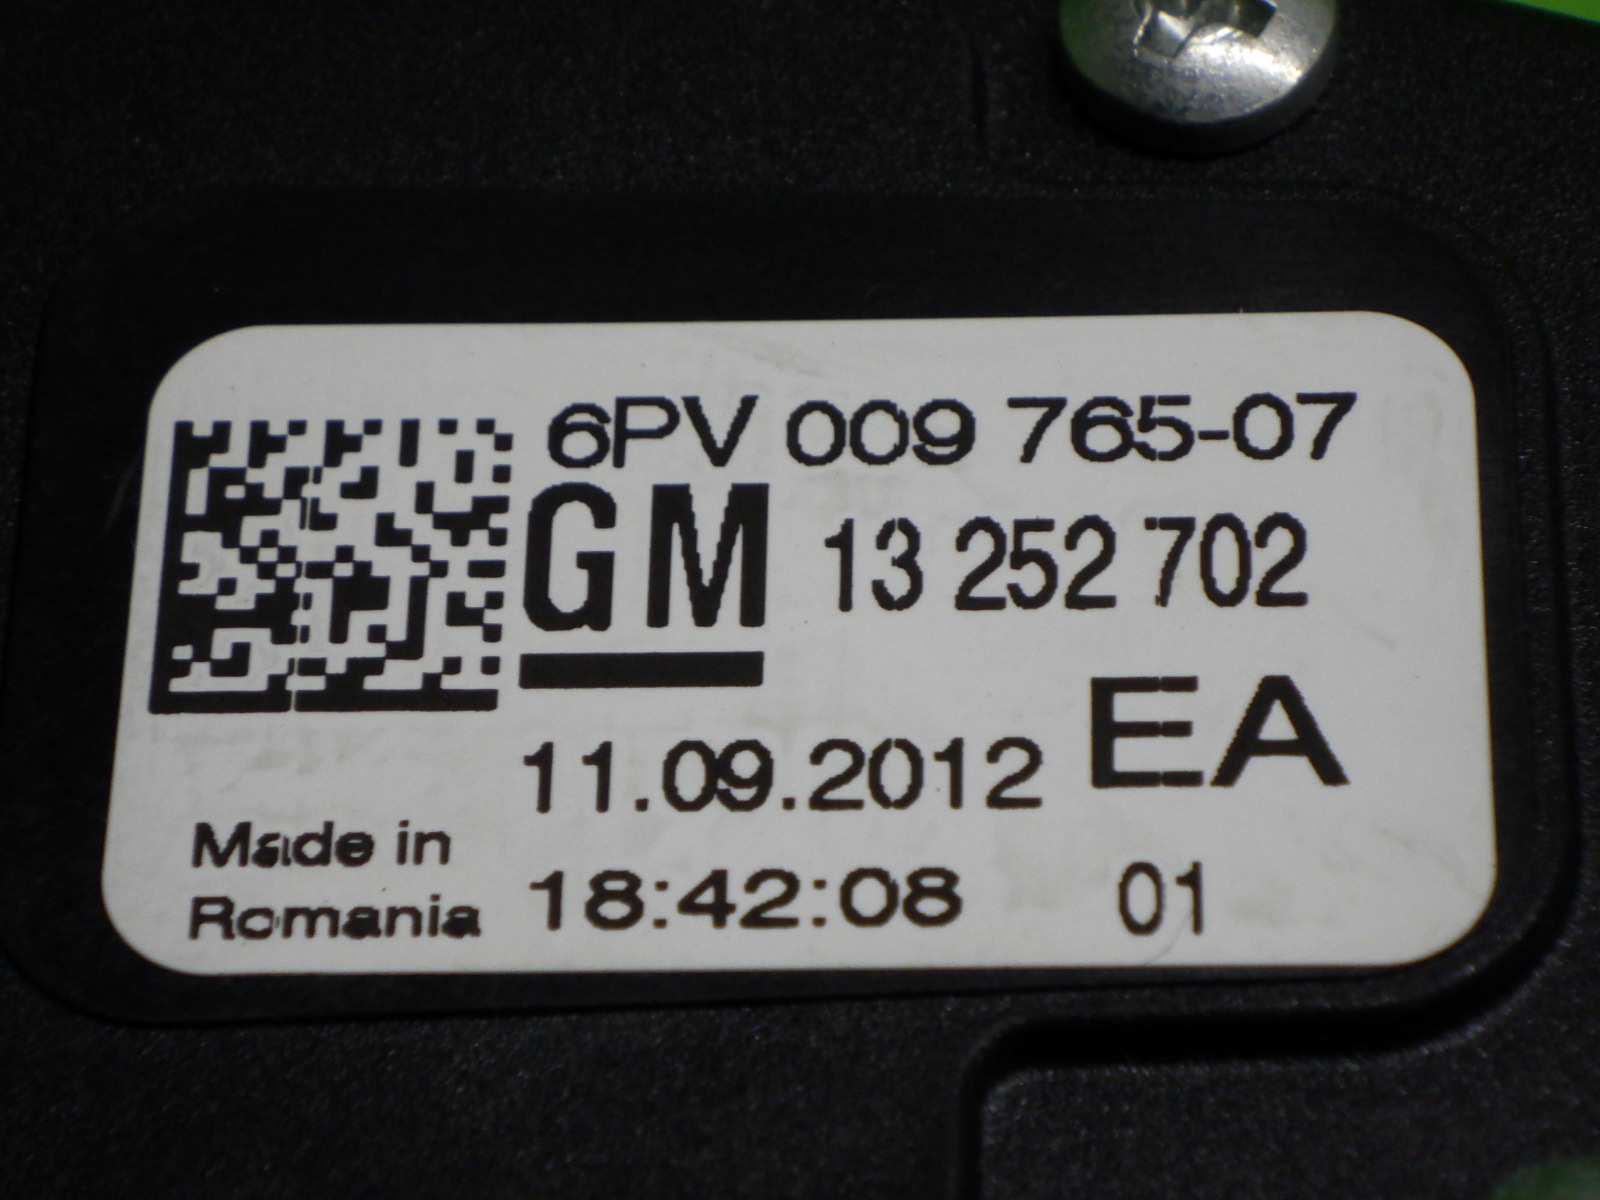 6PV 009 765-07
GM 13 252 702
11.09.2012 EA
Made in
Romania 18:42:08 01